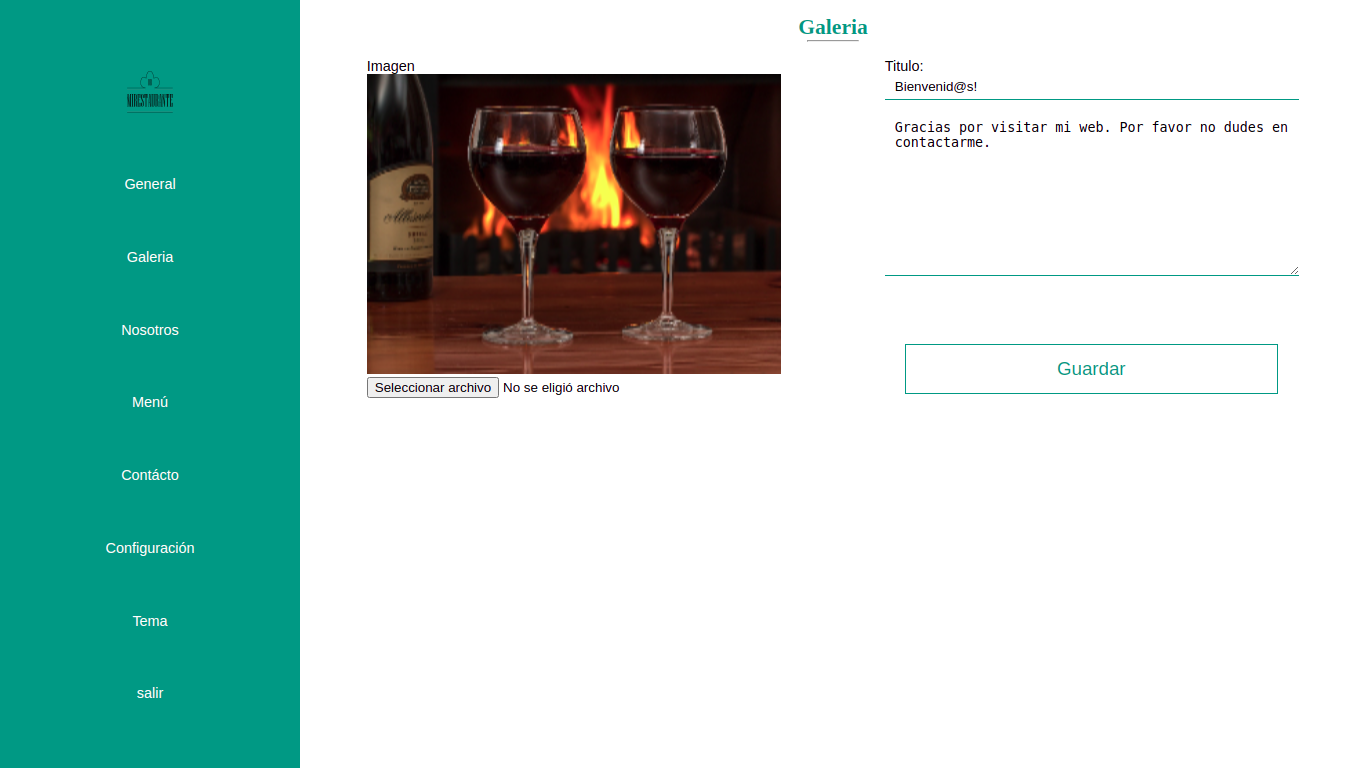 MIRESTAURANTE
General
Galeria
Nosotros
Menú
Contácto
Configuración
Tema
salir
Galeria
Imagen
Seleccionar archivo No se eligió archivo
Titulo:
Bienvenid@s!
Gracias por visitar mi web. Por favor no dudes en
contactarme.
Guardar